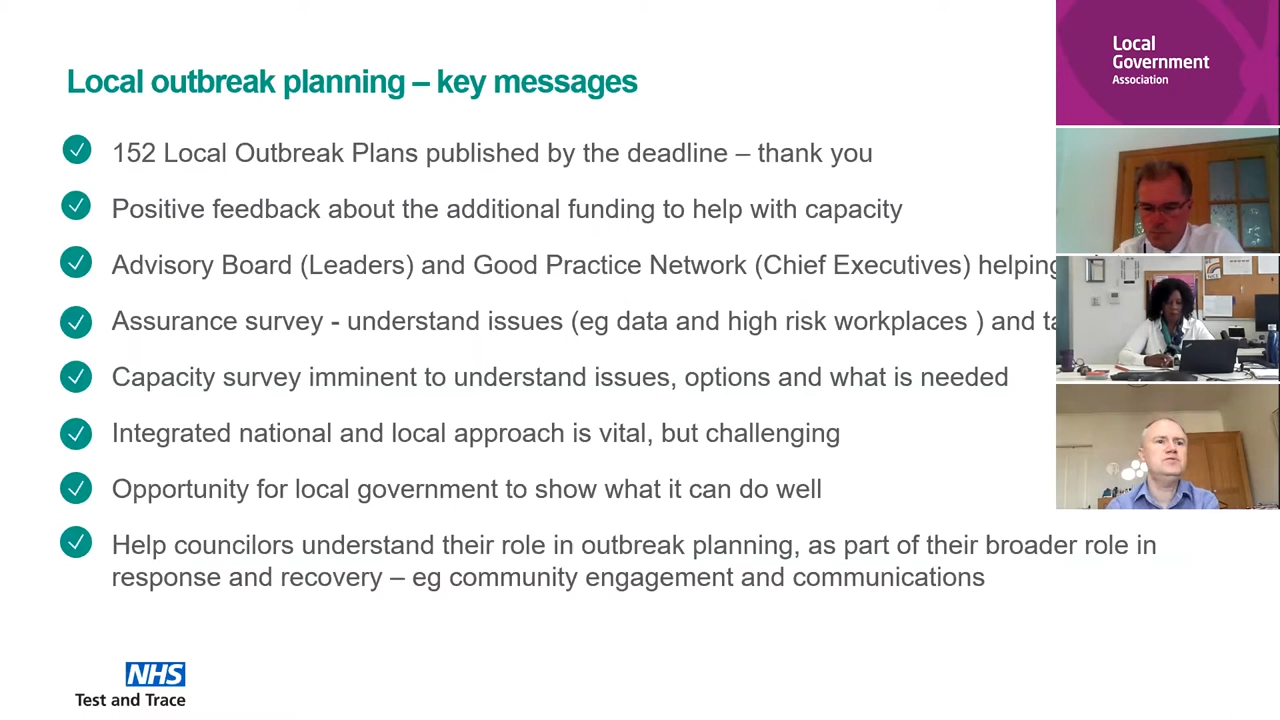 Local outbreak planning – key messages
152 Local Outbreak Plans published by the deadline – thank you
Positive feedback about the additional funding to help with capacity
Advisory Board (Leaders) and Good Practice Network (Chief Executives) helping
Assurance survey - understand issues (eg data and high risk workplaces ) and
Capacity survey imminent to understand issues, options and what is needed
Integrated national and local approach is vital, but challenging
Opportunity for local government to show what it can do well
Help councilors understand their role in outbreak planning, as part of their broader role in
response and recovery – eg community engagement and communications
NHS
Test and Trace
Local
Government
Association